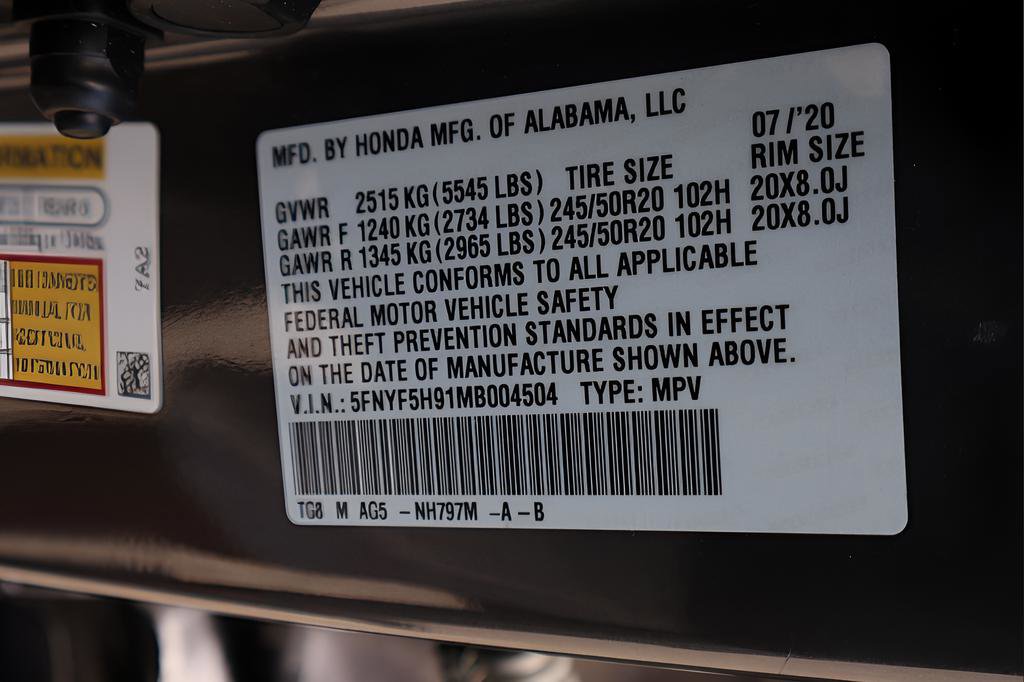 MFD. BY HONDA MFG. OF ALABAMA, LLC
07/'20
GVWR 2515 KG (5545 LBS) TIRE SIZE RIM SIZE
GAWR F 1240 KG (2734 LBS) 245/50R20 102H 20X8.0J
GAWR R 1345 KG (2965 LBS) 245/50R20 102H 20X8.0J
THIS VEHICLE CONFORMS TO ALL APPLICABLE
FEDERAL MOTOR VEHICLE SAFETY
AND THEFT PREVENTION STANDARDS IN EFFECT
ON THE DATE OF MANUFACTURE SHOWN ABOVE.
V.I.N.: 5FNYF5H91MB004504 TYPE: MPV
TG8 M AG5 - NH797M -A - B
RMATION
7A2